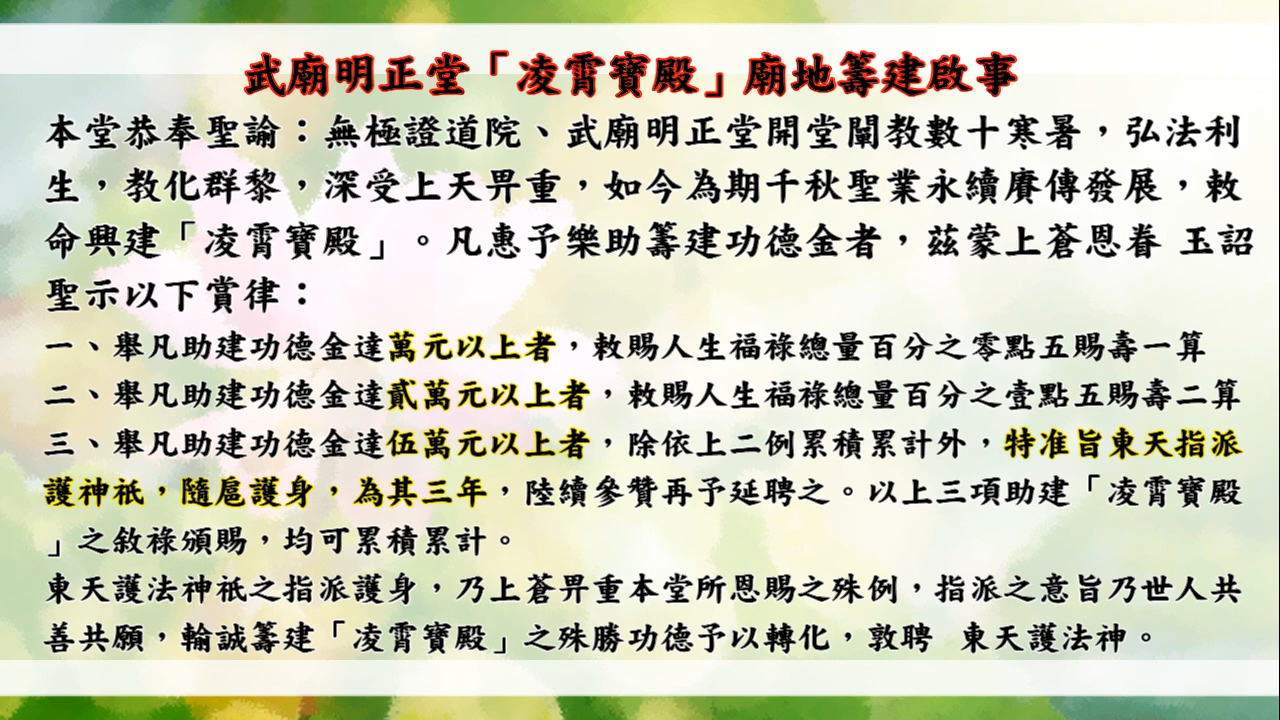 武廟明正堂「凌霄寶殿」廟地籌建啟事
本堂恭奉聖諭：無極證道院、武廟明正堂開堂闡教數十寒暑，弘法利
生，教化群黎，深受上天畀重，如今為期千秋聖業永續賡傳發展，敕
命興建「凌霄寶殿」。凡惠予樂助籌建功德金者，茲蒙上蒼恩眷 玉詔
聖示以下賞律：
一、舉凡助建功德金達萬元以上者，敕賜人生福祿總量百分之零點五賜壽一算
二、舉凡助建功德金達貳萬元以上者，敕賜人生福祿總量百分之壹點五賜壽二算
三、舉凡助建功德金達伍萬元以上者，除依上二例累積累計外，特准旨東天指派
護神祇，隨扈護身，為其三年，陸續參贊再予延聘之。以上三項助建「凌霄寶殿
」之敘祿頒賜，均可累積累計。
東天護法神祇之指派護身，乃上蒼畀重本堂所恩賜之殊例，指派之意旨乃世人共
善共願，輸誠籌建「凌霄寶殿」之殊勝功德予以轉化，敦聘 東天護法神。